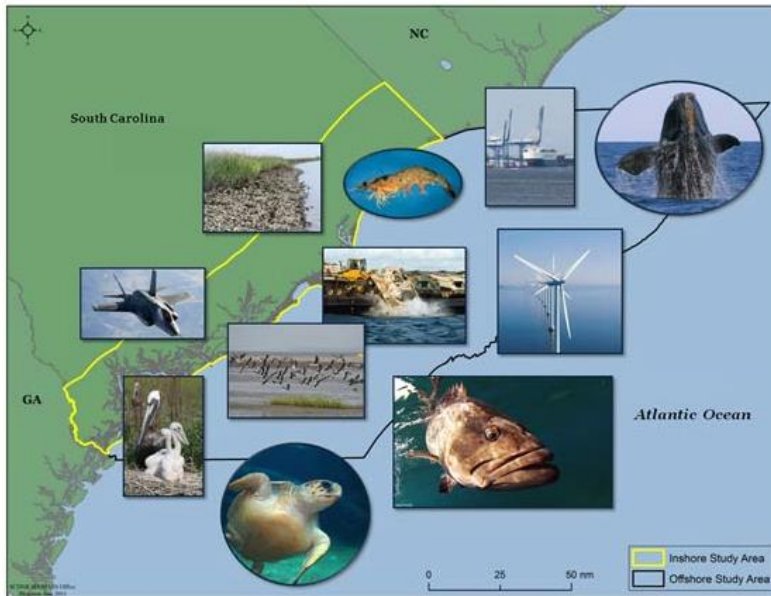 NC
South Carolina
GA
Atlantic Ocean
0 25 50 nm
Inshore Study Area
Offshore Study Area